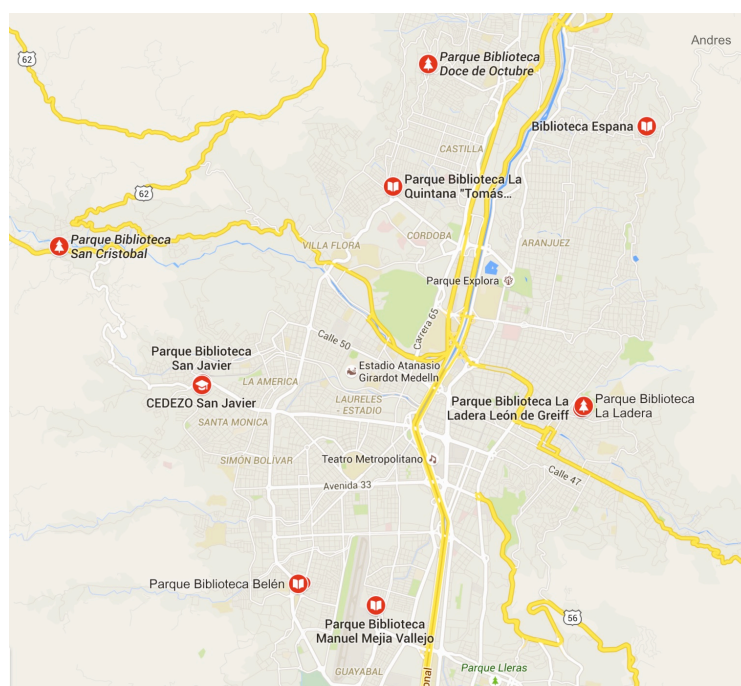 62
Andres
Parque Biblioteca
Doce de Octubre
Biblioteca Espana
CASTILLA
Parque Biblioteca La
Quintana "Tomás...
62
Parque Biblioteca
San Cristobal
VILLA FLORA
CORDOBA
ARANJUEZ
Parque Explora
Carrera 65
Calle 50
Parque Biblioteca
San Javier
CEDEZO San Javier
Estadio Atanasio
Girardot Medelln
LA AMERICA
LAURELES
- ESTADIO
Parque Biblioteca La
Ladera León de Greiff
Parque Biblioteca
La Ladera
SANTA MONICA
SIMÓN BOLIVAR
Teatro Metropolitano
Calle 47
Avenida 33
Parque Biblioteca Belén
Parque Biblioteca
Manuel Mejia Vallejo
56
GUAYABAL
Parque Lleras
onal